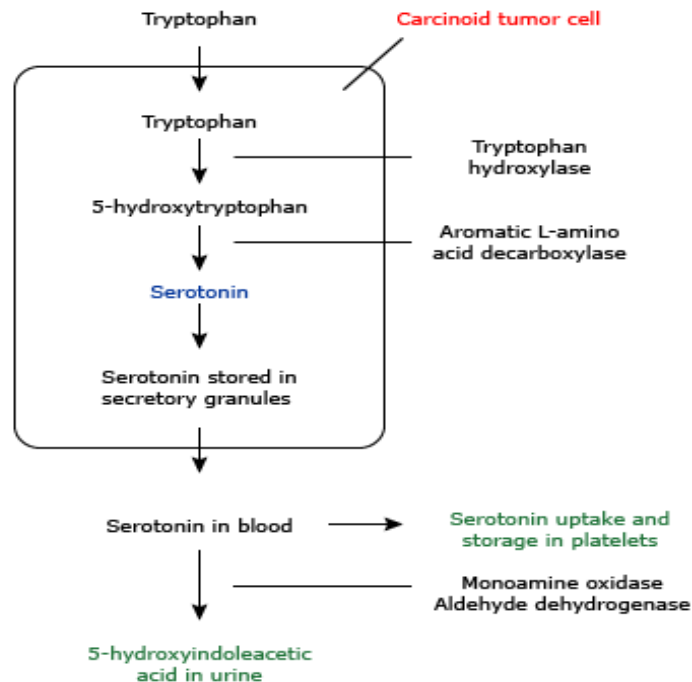 Tryptophan
Carcinoid tumor cell
Tryptophan
Tryptophan
hydroxylase
5-hydroxytryptophan
Aromatic L-amino
acid decarboxylase
Serotonin
Serotonin stored in
secretory granules
Serotonin in blood
Serotonin uptake and
storage in platelets
Monoamine oxidase
Aldehyde dehydrogenase
5-hydroxyindoleacetic
acid in urine